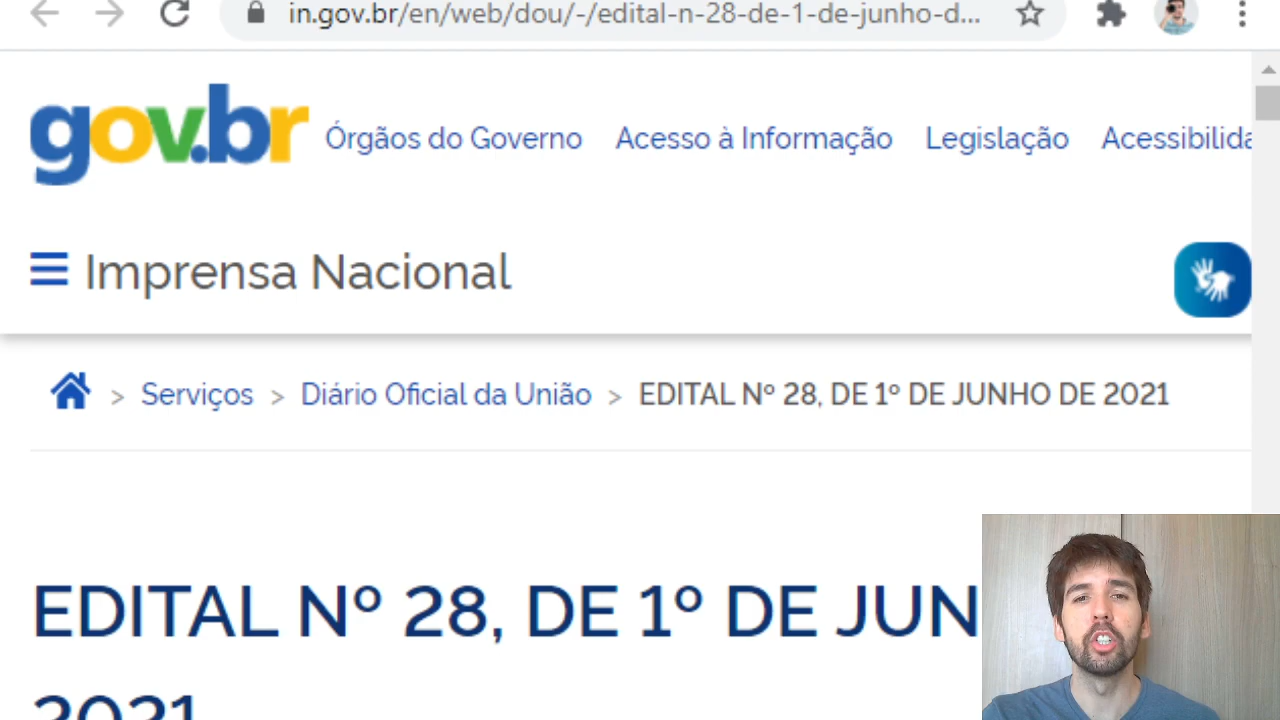 in.gov.br/en/web/dou/-/edital-n-28-de-1-de-junho-d...
gov.br Órgãos do Governo Acesso à Informação Legislação Acessibilida
Imprensa Nacional
> Serviços > Diário Oficial da União > EDITAL Nº 28, DE 1º DE JUNHO DE 2021
EDITAL Nº 28, DE 1º DE JUN
2021